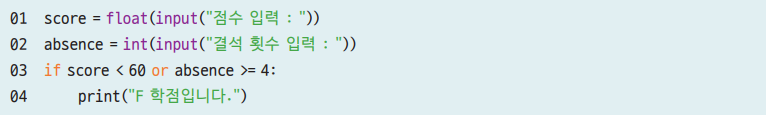 01 score = float(input("점수 입력 : "))
02 absence = int(input("결석 횟수 입력 : "))
03 if score < 60 or absence >= 4:
04     print("F 학점입니다.")